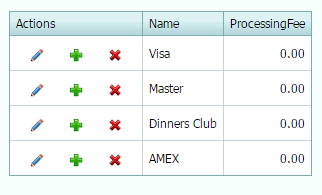 Actions Name ProcessingFee
Visa 0.00
Master 0.00
Dinners Club 0.00
AMEX 0.00